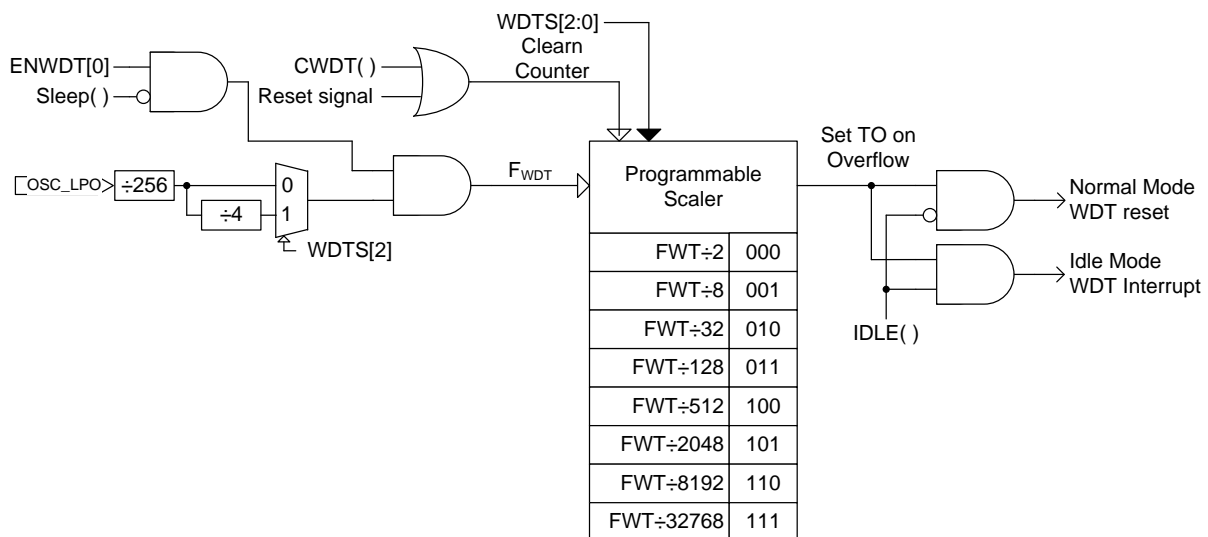 WDTS[2:0]
Clearn
Counter
ENWDT[0]
Sleep( )
CWDT( )
Reset signal
OSC_LPO
÷256
÷4
0
1
WDTS[2]
FWDT
Programmable
Scaler
Set TO on
Overflow
Normal Mode
WDT reset
Idle Mode
WDT Interrupt
IDLE( )
FWT÷2 000
FWT÷8 001
FWT÷32 010
FWT÷128 011
FWT÷512 100
FWT÷2048 101
FWT÷8192 110
FWT÷32768 111